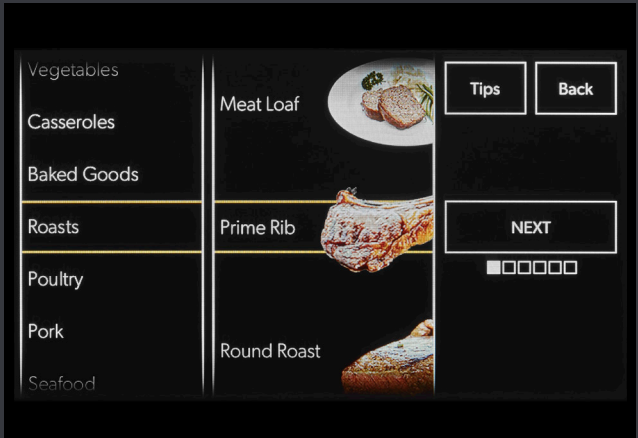 Vegetables
Casseroles
Baked Goods
Roasts
Poultry
Pork
Seafood
Meat Loaf
Prime Rib
Round Roast
Tips
Back
NEXT